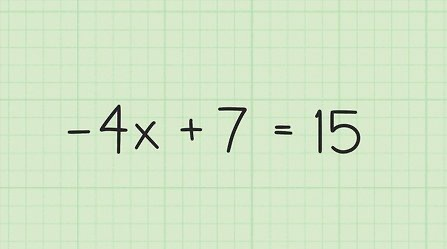 -4x + 7 = 15